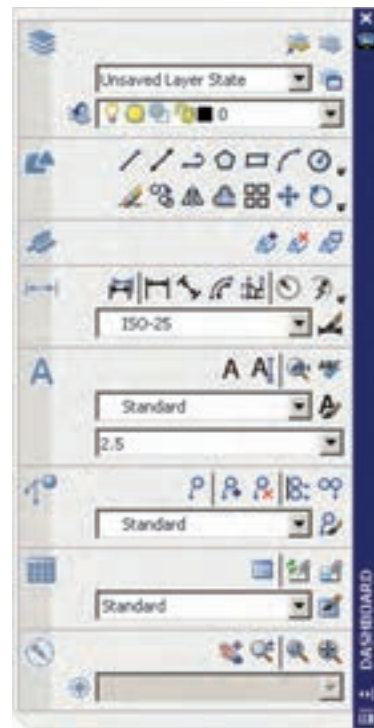 Unsaved Layer State
0
ISO-25
A
A A
Standard
2.5
Standard
Standard
DASHBOARD